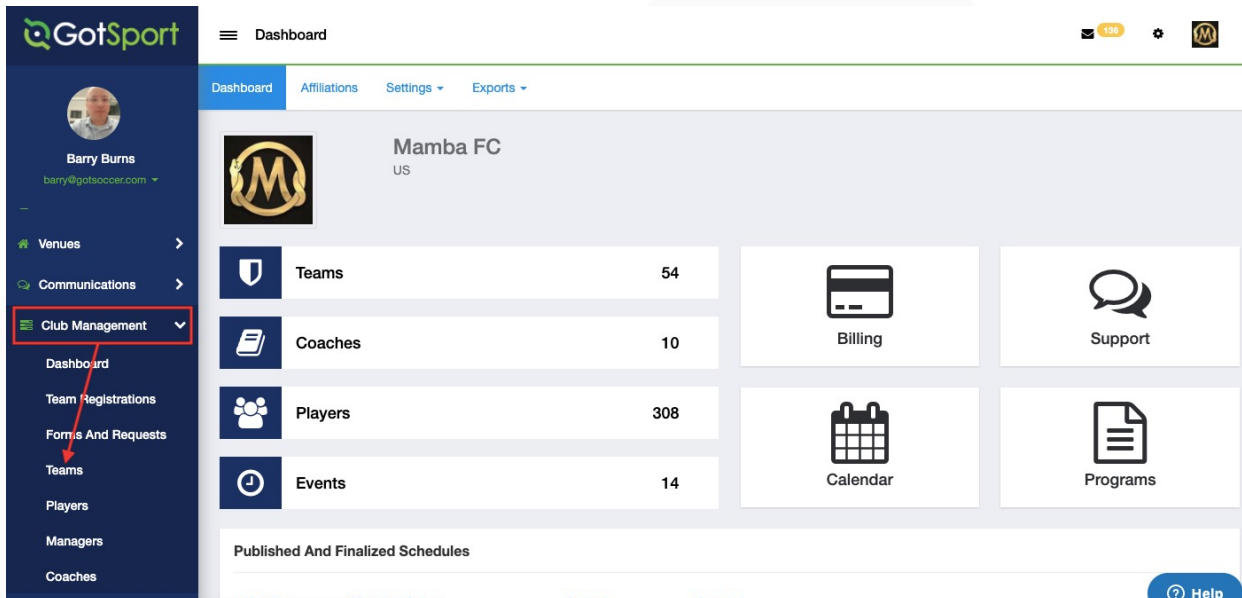 GotSport
Dashboard
136
M
Dashboard
Affiliations
Settings
Exports
Barry Burns
barry@gotsoccer.com
Venues
Communications
Club Management
Dashboard
Team Registrations
Forms And Requests
Teams
Players
Managers
Coaches
M
Mamba FC
US
Teams 54
Coaches 10
Players 308
Events 14
Billing
Support
Calendar
Programs
Published And Finalized Schedules
Help